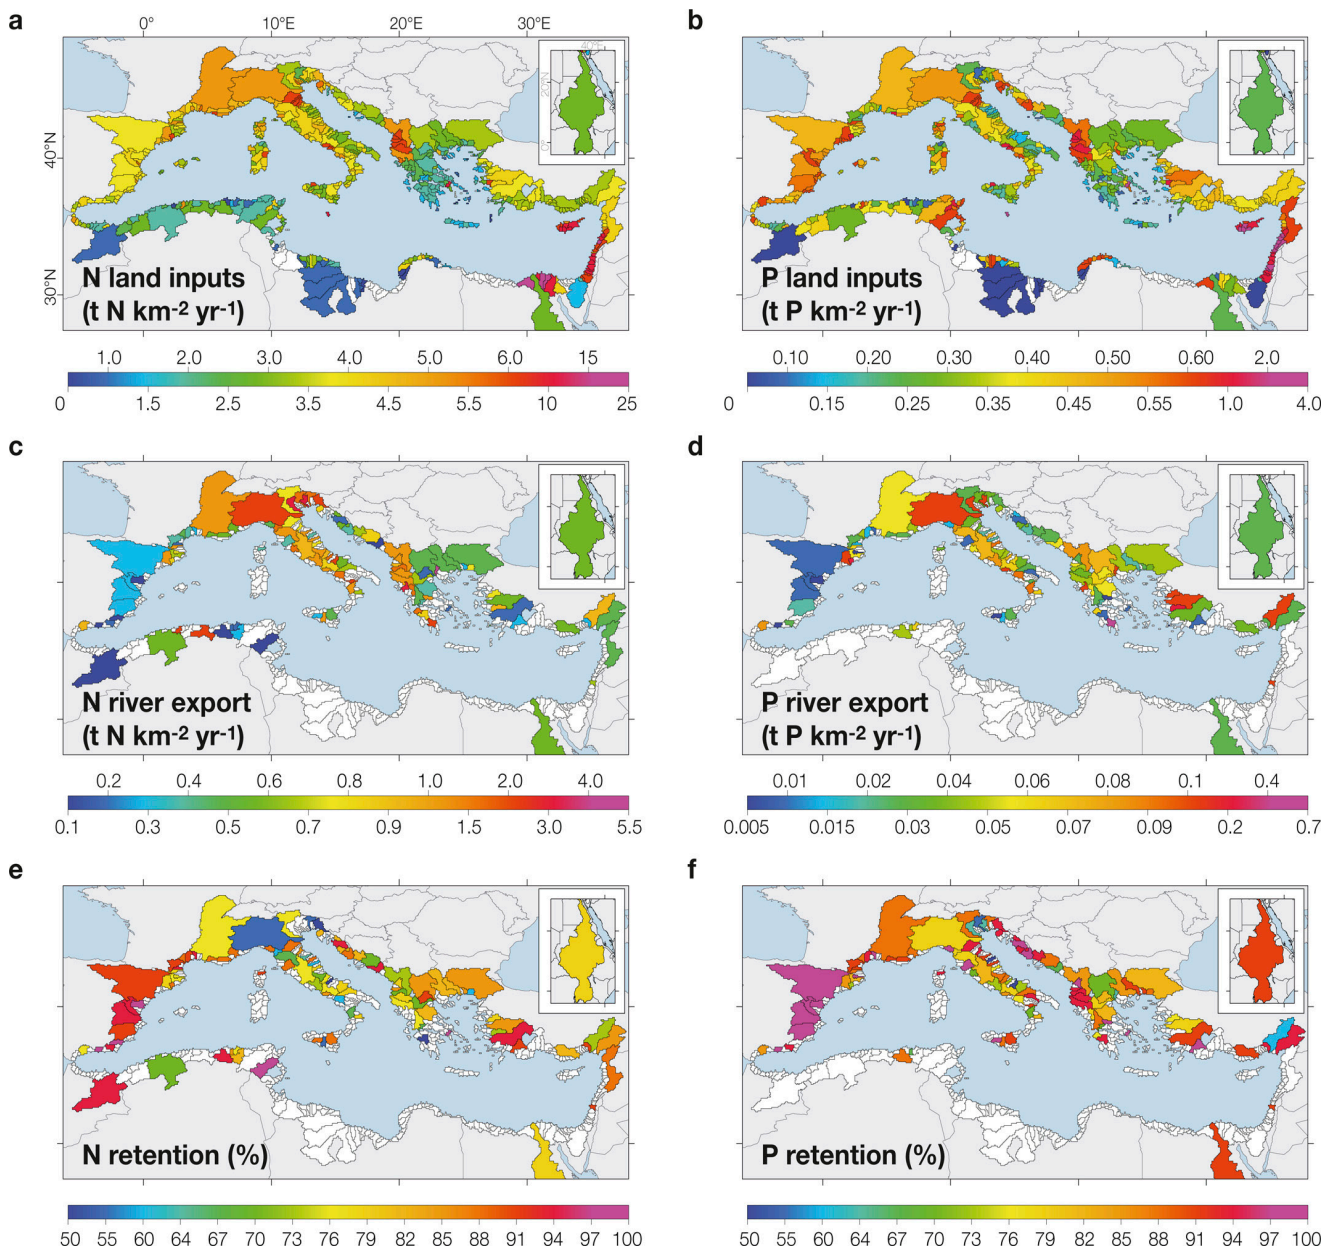 a
b
0° 10°E 20°E 30°E
40°N
30°N
N land inputs
(t N km-2 yr-1)
P land inputs
(t P km-2 yr-1)
1.0 2.0 3.0 4.0 5.0 6.0 15
0 1.5 2.5 3.5 4.5 5.5 10 25
0.10 0.20 0.30 0.40 0.50 0.60 2.0
0 0.15 0.25 0.35 0.45 0.55 1.0 4.0
c
d
N river export
(t N km-2 yr-1)
P river export
(t P km-2 yr-1)
0.2 0.4 0.6 0.8 1.0 2.0 4.0
0.1 0.3 0.5 0.7 0.9 1.5 3.0 5.5
0.01 0.02 0.04 0.06 0.08 0.1 0.4
0.005 0.015 0.03 0.05 0.07 0.09 0.2 0.7
e
f
N retention (%)
P retention (%)
50 55 60 64 67 70 73 76 79 82 85 88 91 94 97 100
50 55 60 64 67 70 73 76 79 82 85 88 91 94 97 100